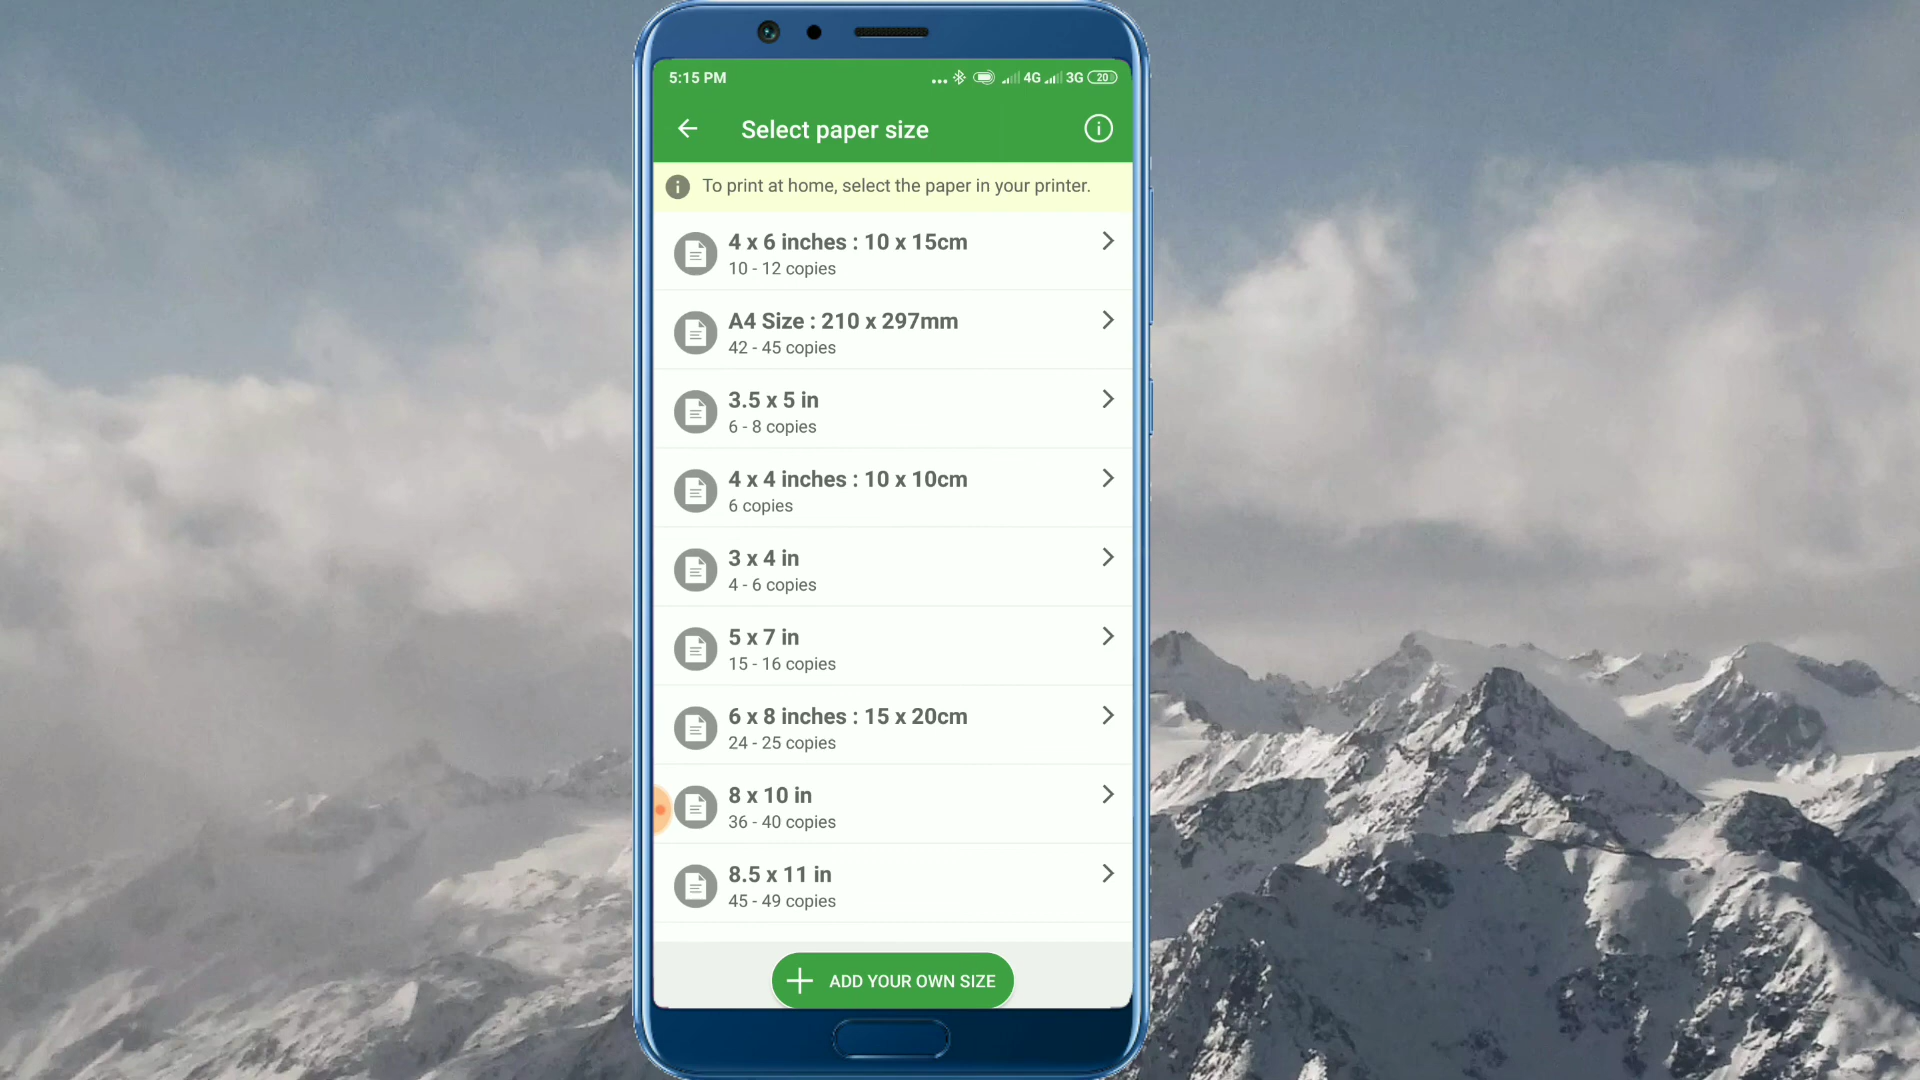 5:15 PM
4G 3G 20
Select paper size
To print at home, select the paper in your printer.
4 x 6 inches : 10 x 15cm
10 - 12 copies
A4 Size : 210 x 297mm
42 - 45 copies
3.5 x 5 in
6 - 8 copies
4 x 4 inches : 10 x 10cm
6 copies
3 x 4 in
4 - 6 copies
5 x 7 in
15 - 16 copies
6 x 8 inches : 15 x 20cm
24 - 25 copies
8 x 10 in
36 - 40 copies
8.5 x 11 in
45 - 49 copies
ADD YOUR OWN SIZE